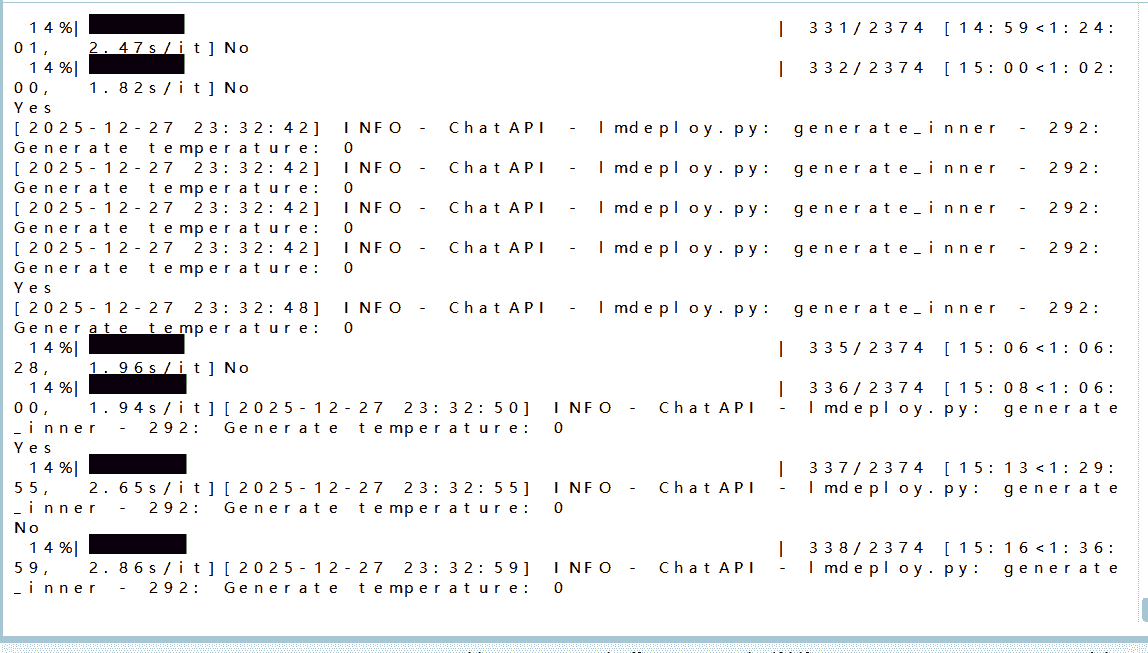 14%| | 331/2374 [14:59<1:24:
01, 2.47s/it]No
14%| | 332/2374 [15:00<1:02:
00, 1.82s/it]No
Yes
[2025-12-27 23:32:42] INFO - ChatAPI - lmdeploy.py: generate_inner - 292:
Generate temperature: 0
[2025-12-27 23:32:42] INFO - ChatAPI - lmdeploy.py: generate_inner - 292:
Generate temperature: 0
[2025-12-27 23:32:42] INFO - ChatAPI - lmdeploy.py: generate_inner - 292:
Generate temperature: 0
[2025-12-27 23:32:42] INFO - ChatAPI - lmdeploy.py: generate_inner - 292:
Generate temperature: 0
Yes
[2025-12-27 23:32:48] INFO - ChatAPI - lmdeploy.py: generate_inner - 292:
Generate temperature: 0
14%| | 335/2374 [15:06<1:06:
28, 1.96s/it]No
14%| | 336/2374 [15:08<1:06:
00, 1.94s/it][2025-12-27 23:32:50] INFO - ChatAPI - lmdeploy.py: generate
_inner - 292: Generate temperature: 0
Yes
14%| | 337/2374 [15:13<1:29:
55, 2.65s/it][2025-12-27 23:32:55] INFO - ChatAPI - lmdeploy.py: generate
_inner - 292: Generate temperature: 0
No
14%| | 338/2374 [15:16<1:36:
59, 2.86s/it][2025-12-27 23:32:59] INFO - ChatAPI - lmdeploy.py: generate
_inner - 292: Generate temperature: 0